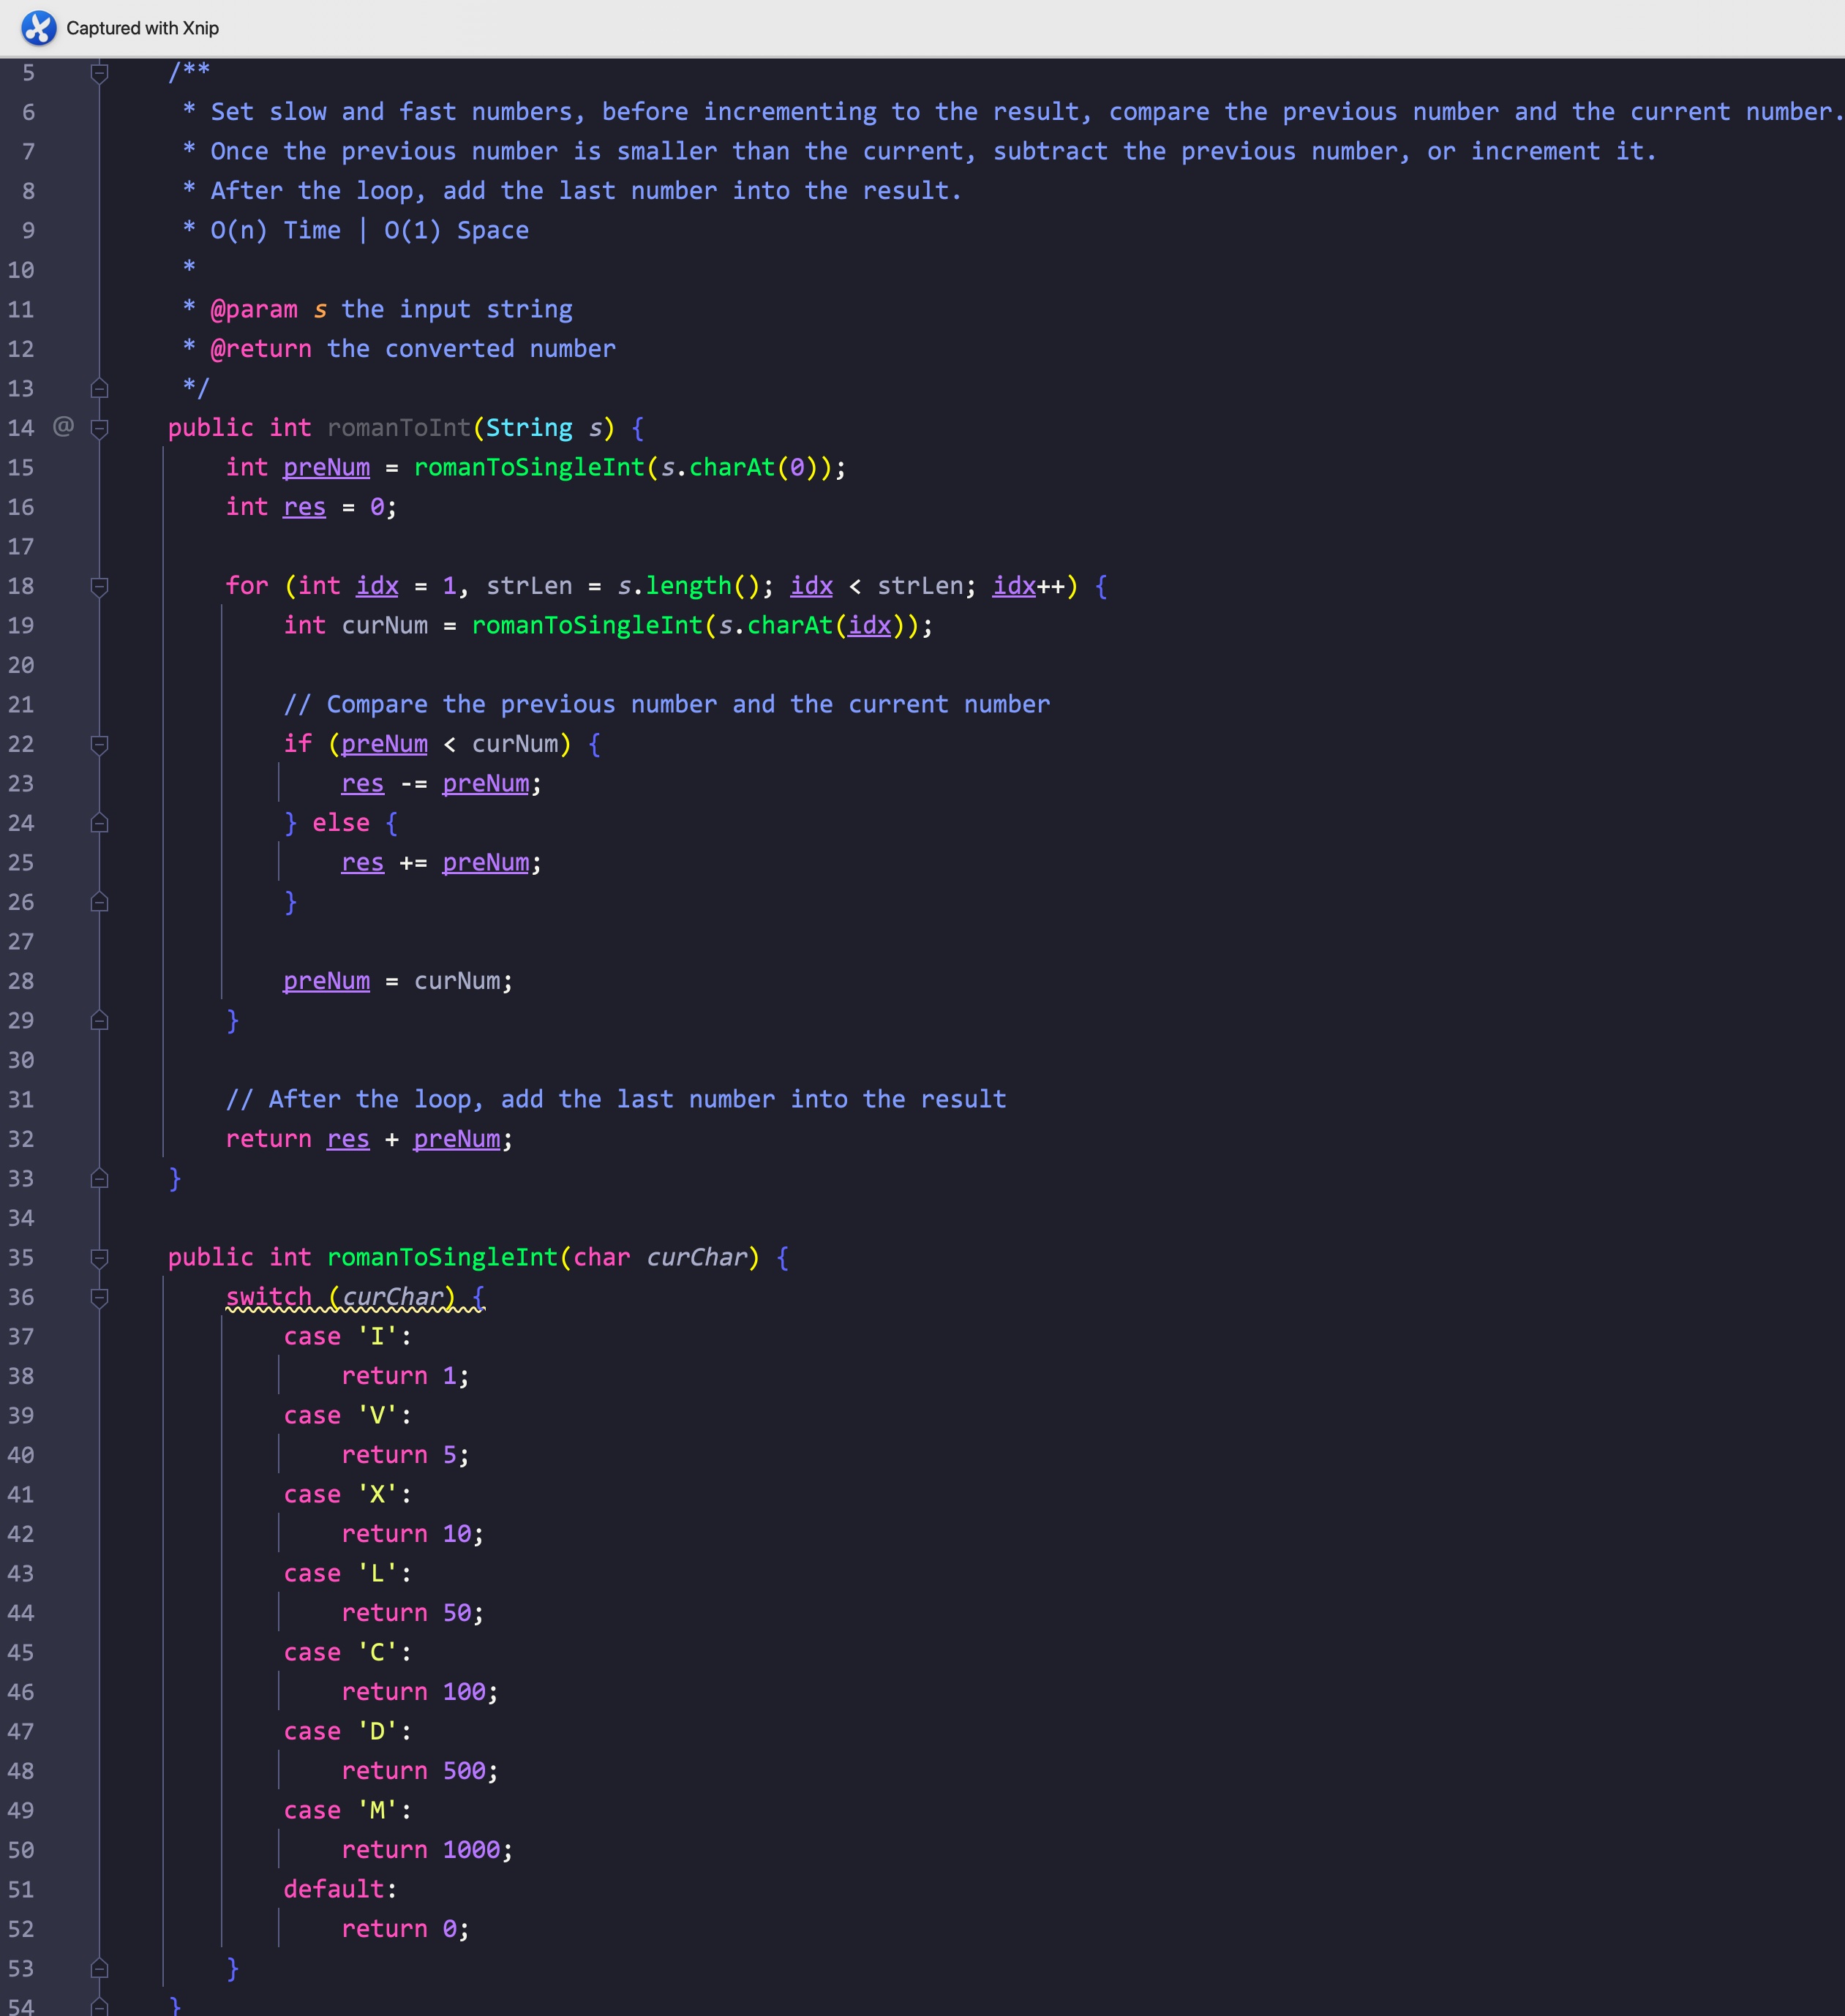 Captured with Xnip
5 /**
6 * Set slow and fast numbers, before incrementing to the result, compare the previous number and the current number.
7 * Once the previous number is smaller than the current, subtract the previous number, or increment it.
8 * After the loop, add the last number into the result.
9 * O(n) Time | O(1) Space
10 *
11 * @param s the input string
12 * @return the converted number
13 */
14 @ public int romanToInt(String s) {
15 int preNum = romanToSingleInt(s.charAt(0));
16 int res = 0;
17
18 for (int idx = 1, strLen = s.length(); idx < strLen; idx++) {
19 int curNum = romanToSingleInt(s.charAt(idx));
20
21 // Compare the previous number and the current number
22 if (preNum < curNum) {
23 res -= preNum;
24 } else {
25 res += preNum;
26 }
27
28 preNum = curNum;
29 }
30
31 // After the loop, add the last number into the result
32 return res + preNum;
33 }
34
35 public int romanToSingleInt(char curChar) {
36 switch (curChar) {
37 case 'I':
38 return 1;
39 case 'V':
40 return 5;
41 case 'X':
42 return 10;
43 case 'L':
44 return 50;
45 case 'C':
46 return 100;
47 case 'D':
48 return 500;
49 case 'M':
50 return 1000;
51 default:
52 return 0;
53 }
54 }